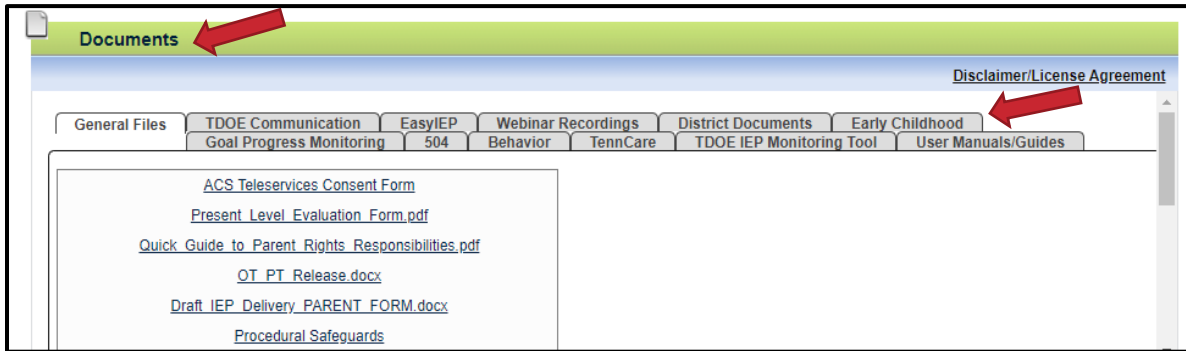 Documents
Disclaimer/License Agreement
General Files TDOE Communication EasyIEP Webinar Recordings District Documents Early Childhood
Goal Progress Monitoring 504 Behavior TennCare TDOE IEP Monitoring Tool User Manuals/Guides
ACS Teleservices Consent Form
Present_Level_Evaluation_Form.pdf
Quick_Guide_to_Parent_Rights_Responsibilities.pdf
OT_PT_Release.docx
Draft_IEP_Delivery_PARENT_FORM.docx
Procedural Safeguards